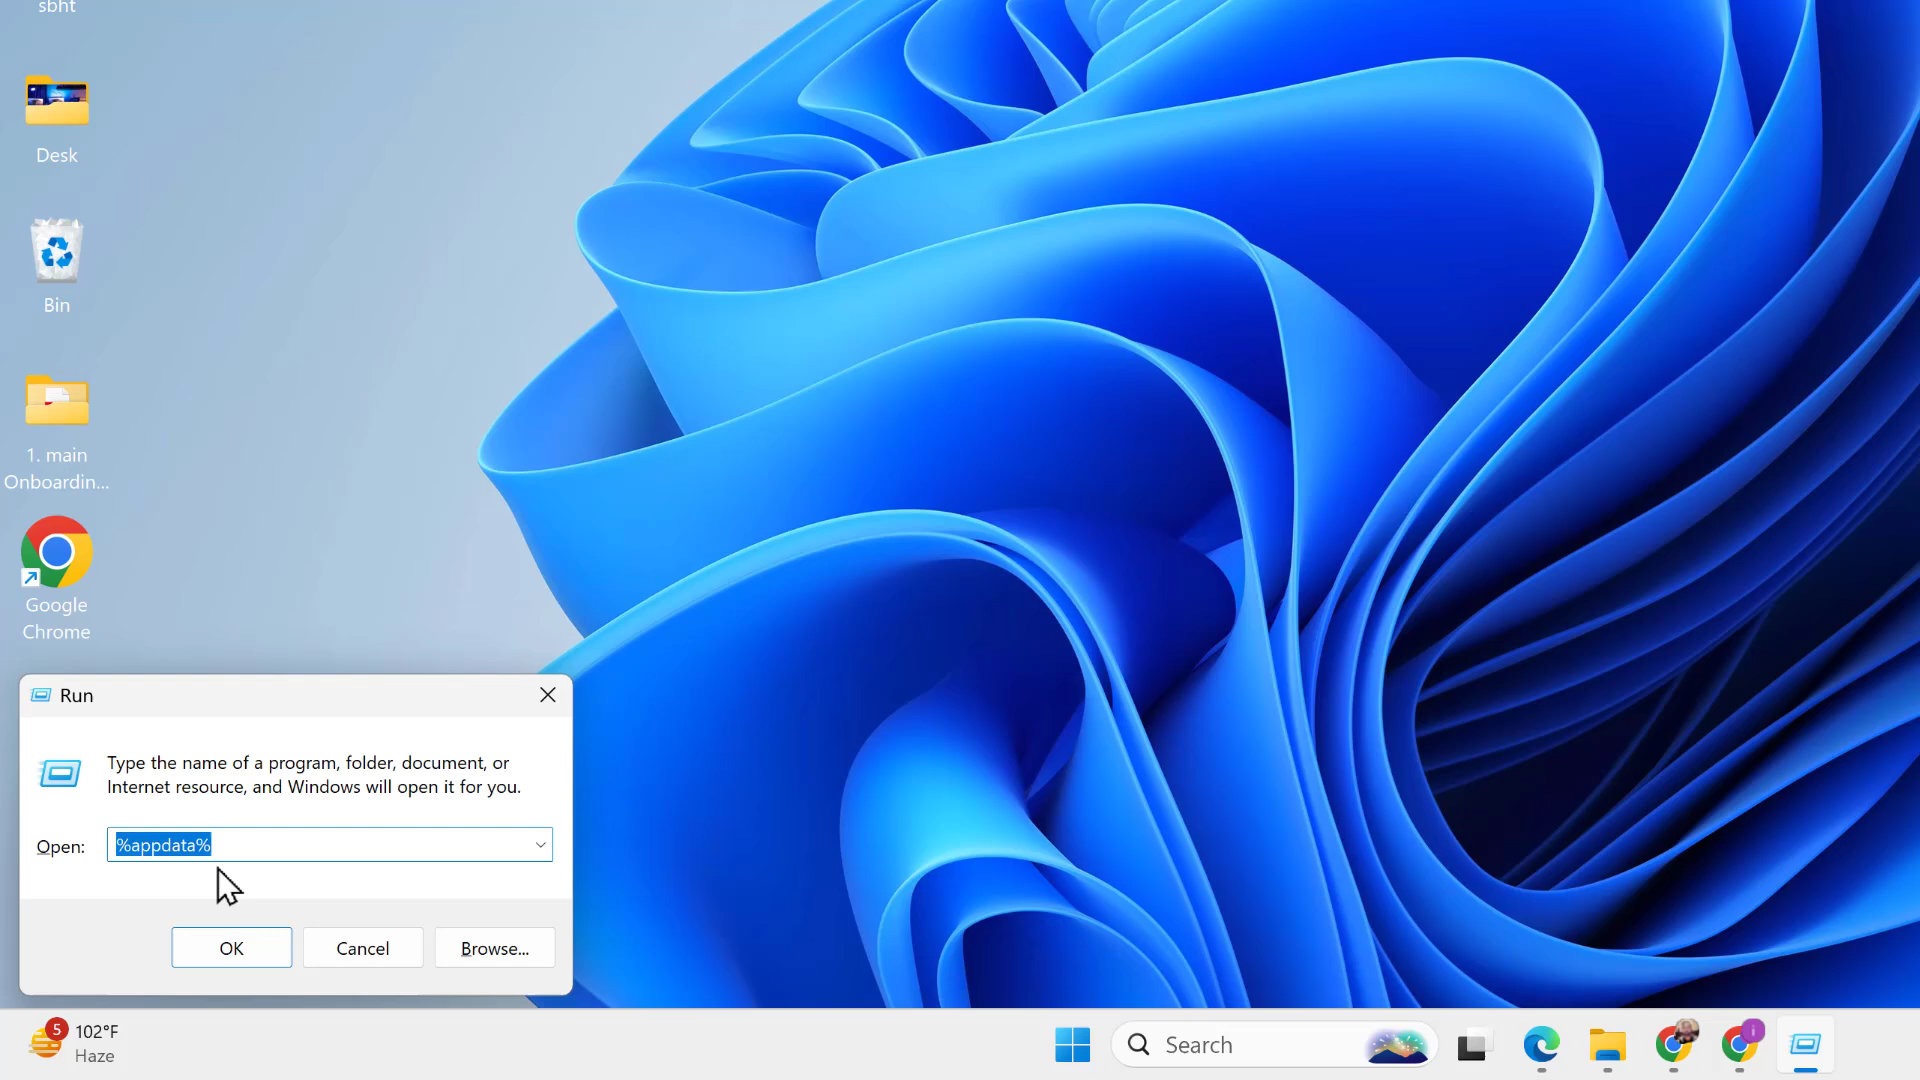 sbht
Desk
Bin
1. main
Onboardin...
Google
Chrome
Run
Type the name of a program, folder, document, or
Internet resource, and Windows will open it for you.
Open:
%appdata%
OK
Cancel
Browse...
5
102°F
Haze
Search
i